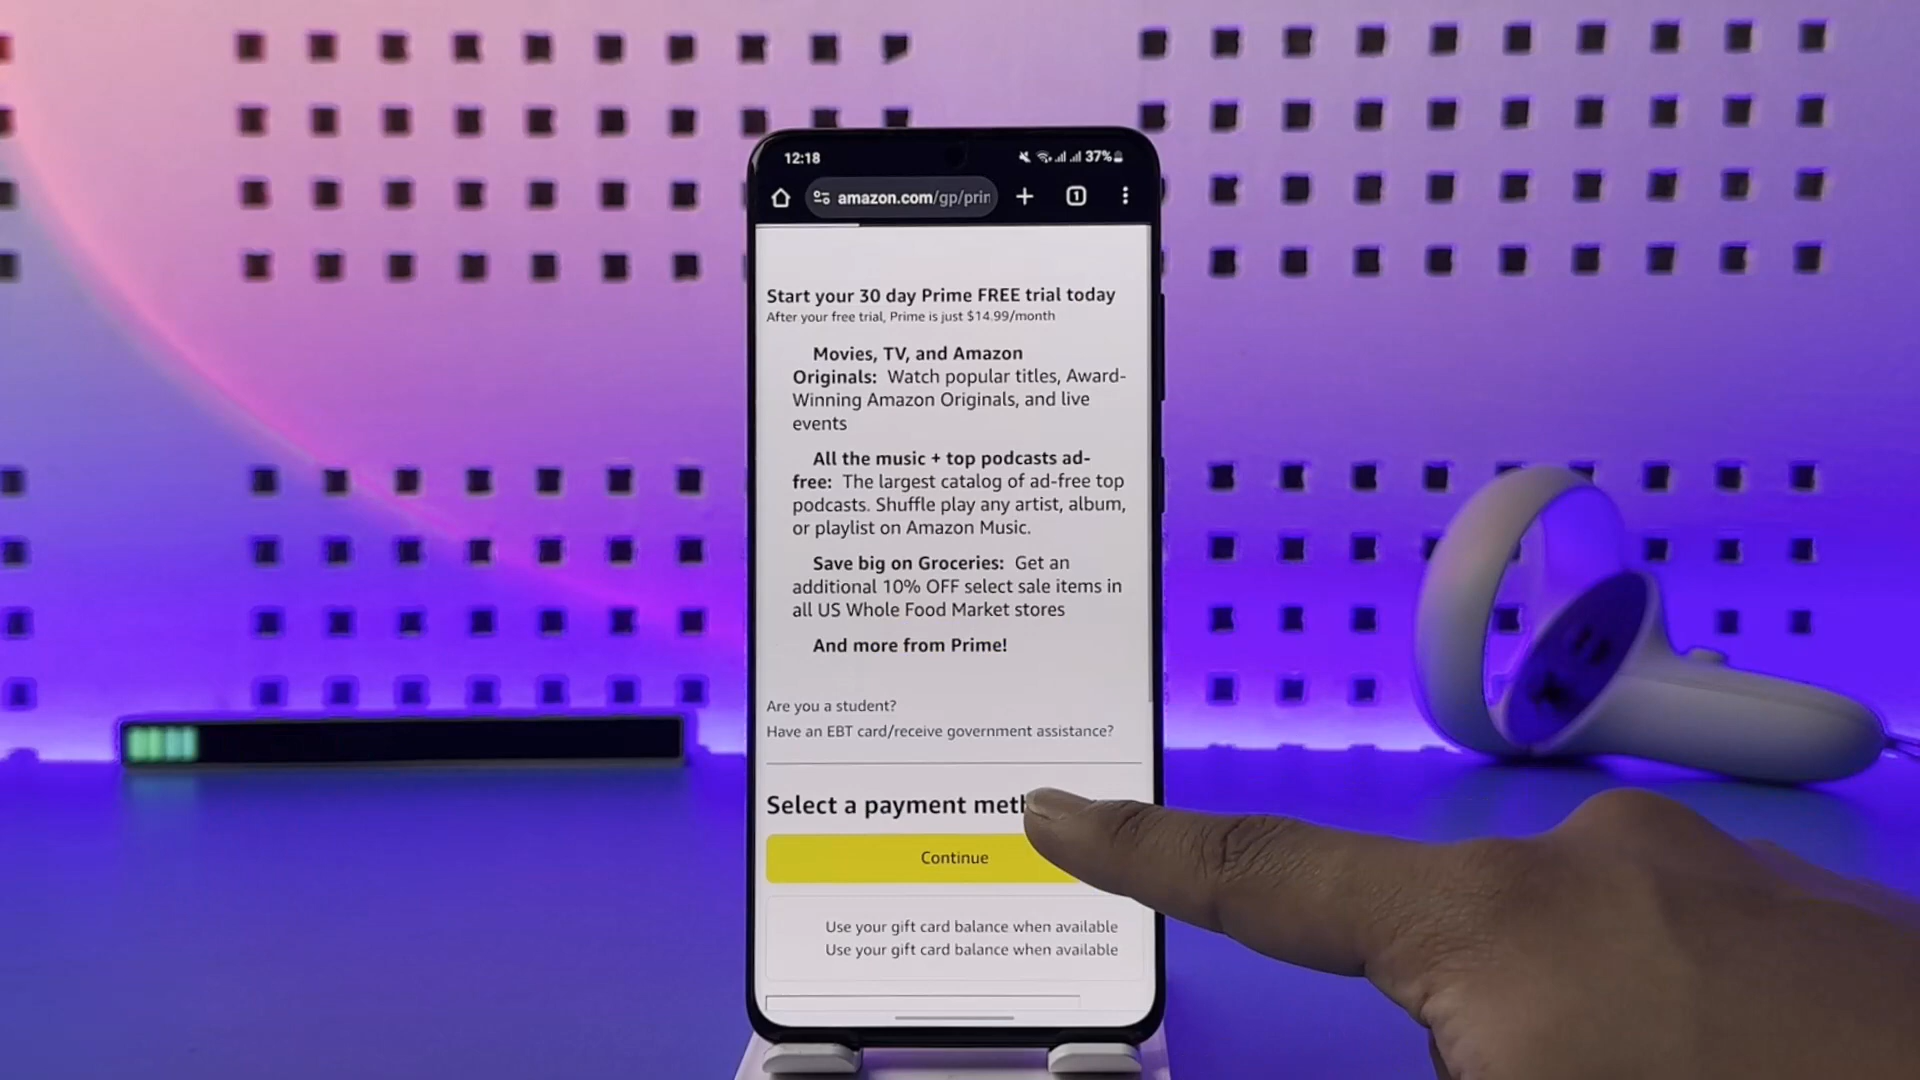 12:18
37%
amazon.com/gp/prin
1
Start your 30 day Prime FREE trial today
After your free trial, Prime is just $14.99/month
Movies, TV, and Amazon
Originals: Watch popular titles, Award-
Winning Amazon Originals, and live
events
All the music + top podcasts ad-
free: The largest catalog of ad-free top
podcasts. Shuffle play any artist, album,
or playlist on Amazon Music.
Save big on Groceries: Get an
additional 10% OFF select sale items in
all US Whole Food Market stores
And more from Prime!
Are you a student?
Have an EBT card/receive government assistance?
Select a payment meth
Continue
Use your gift card balance when available
Use your gift card balance when available